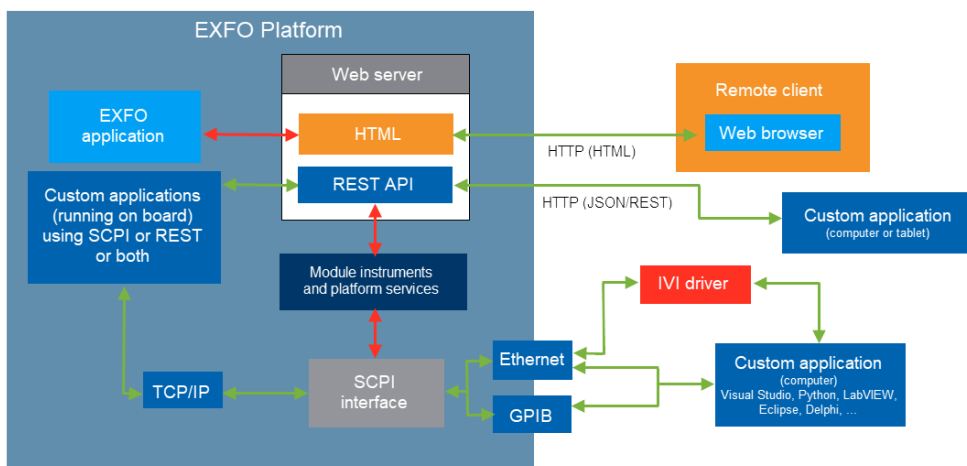 EXFO Platform
Web server
Remote client
EXFO
application
HTML
Web browser
HTTP (HTML)
REST API
Custom applications
(running on board)
using SCPI or REST
or both
HTTP (JSON/REST)
Custom application
(computer or tablet)
Module instruments
and platform services
IVI driver
Ethernet
Custom application
(computer)
Visual Studio, Python, LabVIEW,
Eclipse, Delphi, ...
TCP/IP
SCPI
interface
GPIB